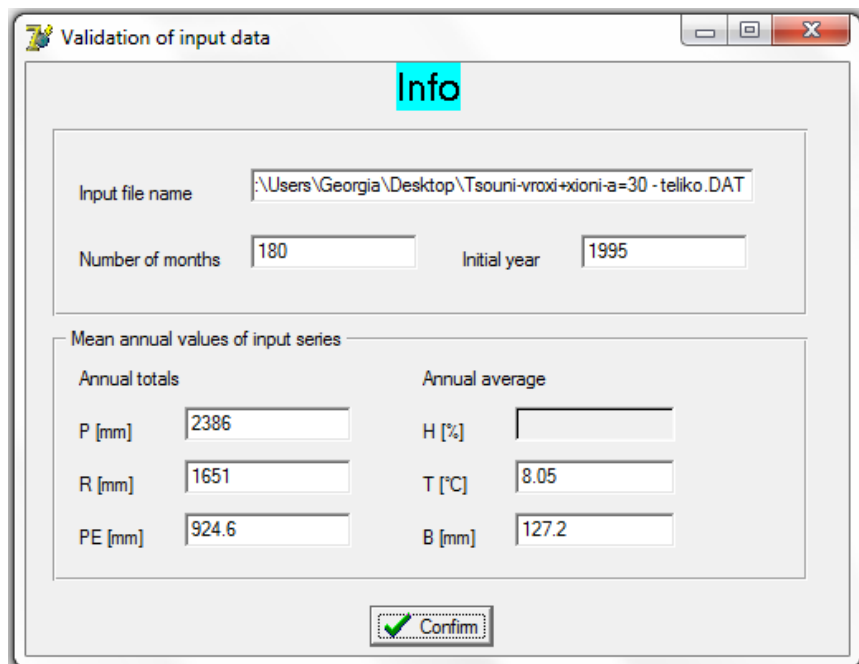 Validation of input data
Info
Input file name :\Users\Georgia\Desktop\Tsouni-vroxi+xioni-a=30 - teliko.DAT
Number of months 180 Initial year 1995
Mean annual values of input series
Annual totals Annual average
P [mm] 2386 H [%]
R [mm] 1651 T [°C] 8.05
PE [mm] 924.6 B [mm] 127.2
Confirm